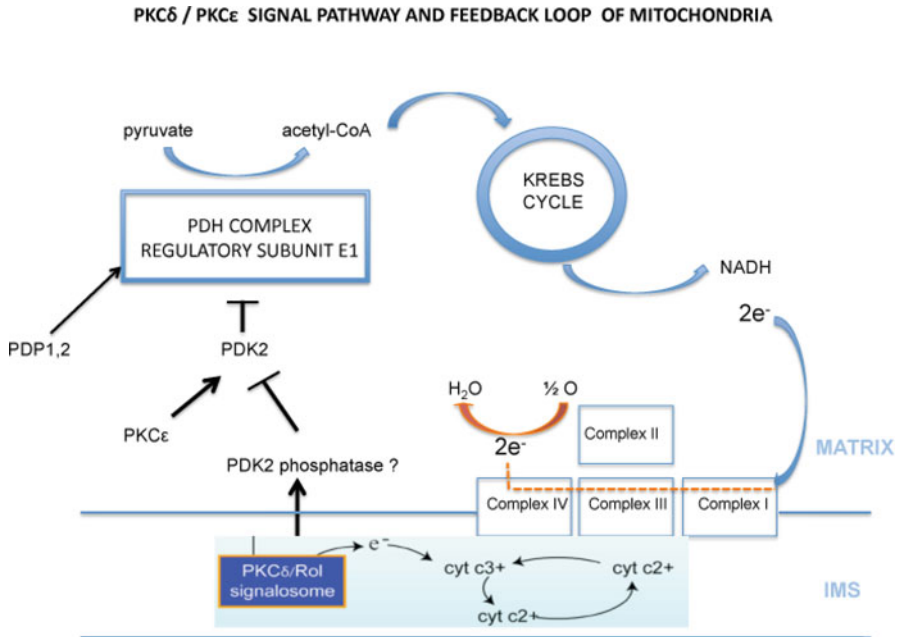 PKCδ / PKCε SIGNAL PATHWAY AND FEEDBACK LOOP OF MITOCHONDRIA
pyruvate
acetyl-CoA
KREBS
CYCLE
PDH COMPLEX
REGULATORY SUBUNIT E1
NADH
2e-
PDP1,2
PDK2
PKCε
H2O
½ O
2e-
Complex II
MATRIX
PDK2 phosphatase ?
Complex IV
Complex III
Complex I
e-
PKCδ/Rol
signalosome
cyt c3+
cyt c2+
cyt c2+
IMS